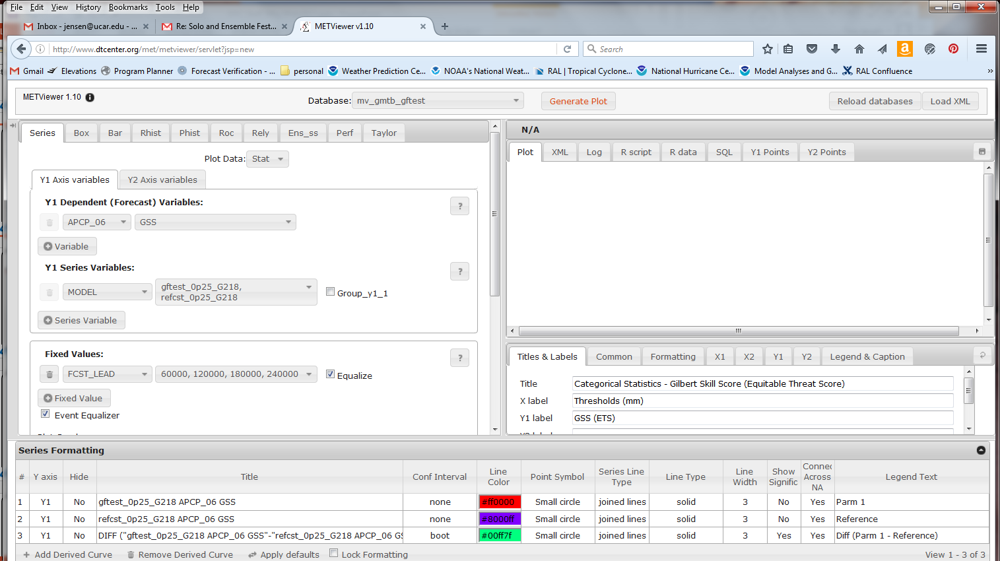 File Edit View History Bookmarks Tools Help
Inbox - jensen@ucar.edu - ... × Re: Solo and Ensemble Fest... × METViewer v1.10 × +
http://www.dtcenter.org/met/metviewer/servlet?jsp=new Search
Gmail Elevations Program Planner Forecast Verification - ... personal Weather Prediction Ce... NOAA's National Weat... RAL | Tropical Cyclone... National Hurricane Ce... Model Analyses and G... RAL Confluence »
METViewer 1.10 Database: mv_gmtb_gftest Generate Plot Reload databases Load XML
Series Box Bar Rhist Phist Roc Rely Ens_ss Perf Taylor
Plot Data: Stat
Y1 Axis variables Y2 Axis variables
Y1 Dependent (Forecast) Variables: ?
APCP_06 GSS
Variable
Y1 Series Variables: ?
MODEL gftest_0p25_G218,
refcst_0p25_G218 Group_y1_1
Series Variable
Fixed Values: ?
FCST_LEAD 60000, 120000, 180000, 240000 Equalize
Fixed Value
Event Equalizer
N/A
Plot XML Log R script R data SQL Y1 Points Y2 Points
Titles & Labels Common Formatting X1 X2 Y1 Y2 Legend & Caption
Title Categorical Statistics - Gilbert Skill Score (Equitable Threat Score)
X label Thresholds (mm)
Y1 label GSS (ETS)
Series Formatting
# Y axis Hide Title Conf Interval Line Color Point Symbol Series Line Type Line Type Line Width Show Signific Connec Across NA Legend Text
1 Y1 No gftest_0p25_G218 APCP_06 GSS none #ff0000 Small circle joined lines solid 3 No Yes Parm 1
2 Y1 No refcst_0p25_G218 APCP_06 GSS none #8000ff Small circle joined lines solid 3 No Yes Reference
3 Y1 No DIFF ("gftest_0p25_G218 APCP_06 GSS"-"refcst_0p25_G218 APCP_06 GS boot #00ff7f Small circle joined lines solid 3 Yes Yes Diff (Parm 1 - Reference)
+ Add Derived Curve Remove Derived Curve Apply defaults Lock Formatting View 1 - 3 of 3